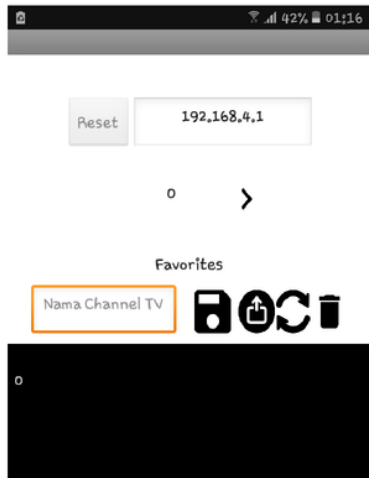 42% 01:16
Reset 192.168.4.1
0
Favorites
Nama Channel TV
0